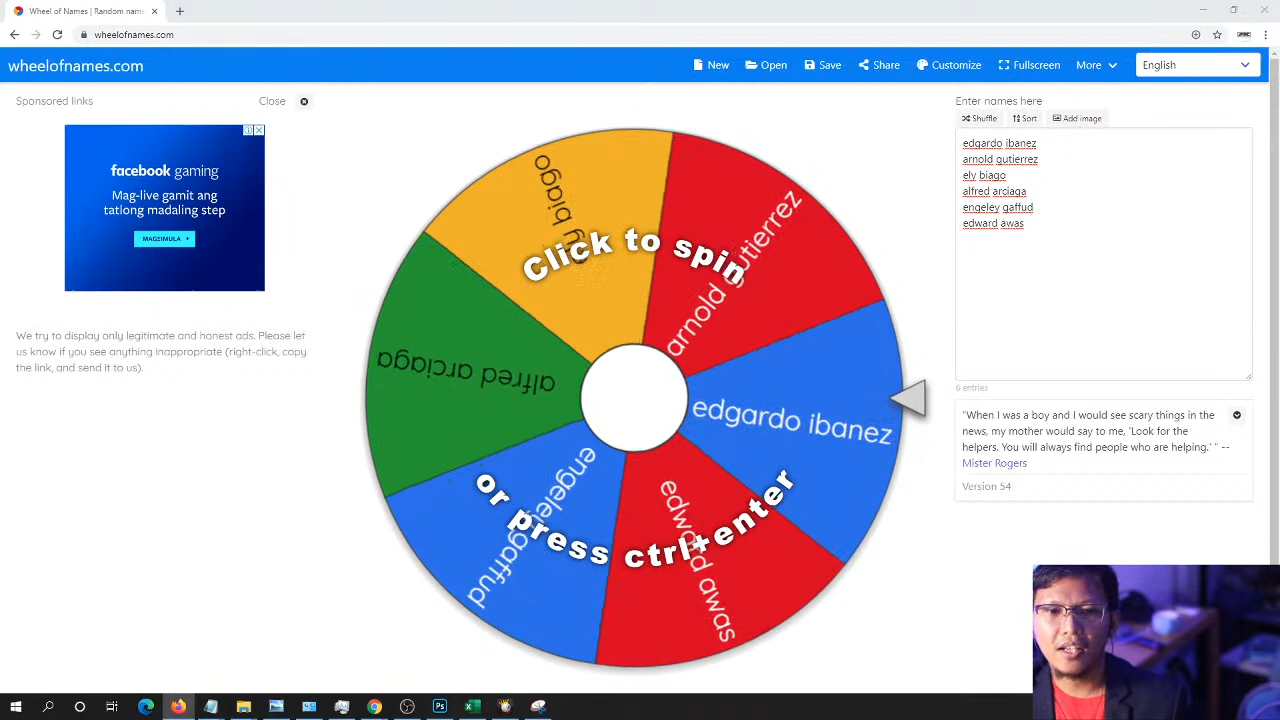 Wheel of Names | Random name
wheelofnames.com
wheelofnames.com
New
Open
Save
Share
Customize
Fullscreen
More
English
Sponsored links
Close
facebook gaming
Mag-live gamit ang
tatlong madaling step
MAGSIMULA
We try to display only legitimate and honest ads. Please let
us know if you see anything inappropriate (right-click, copy
the link, and send it to us).
ely biago
arnold gutierrez
edgardo ibanez
edward awas
engeley gaffud
alfred arciaga
Click to spin
or press ctrl+enter
Enter names here
Shuffle
Sort
Add image
edgardo ibanez
arnold gutierrez
ely biago
alfred arciaga
engeley gaffud
edward awas
6 entries
"When I was a boy and I would see scary things in the
news, my mother would say to me, 'Look for the
helpers. You will always find people who are helping.' " --
Mister Rogers
Version 54